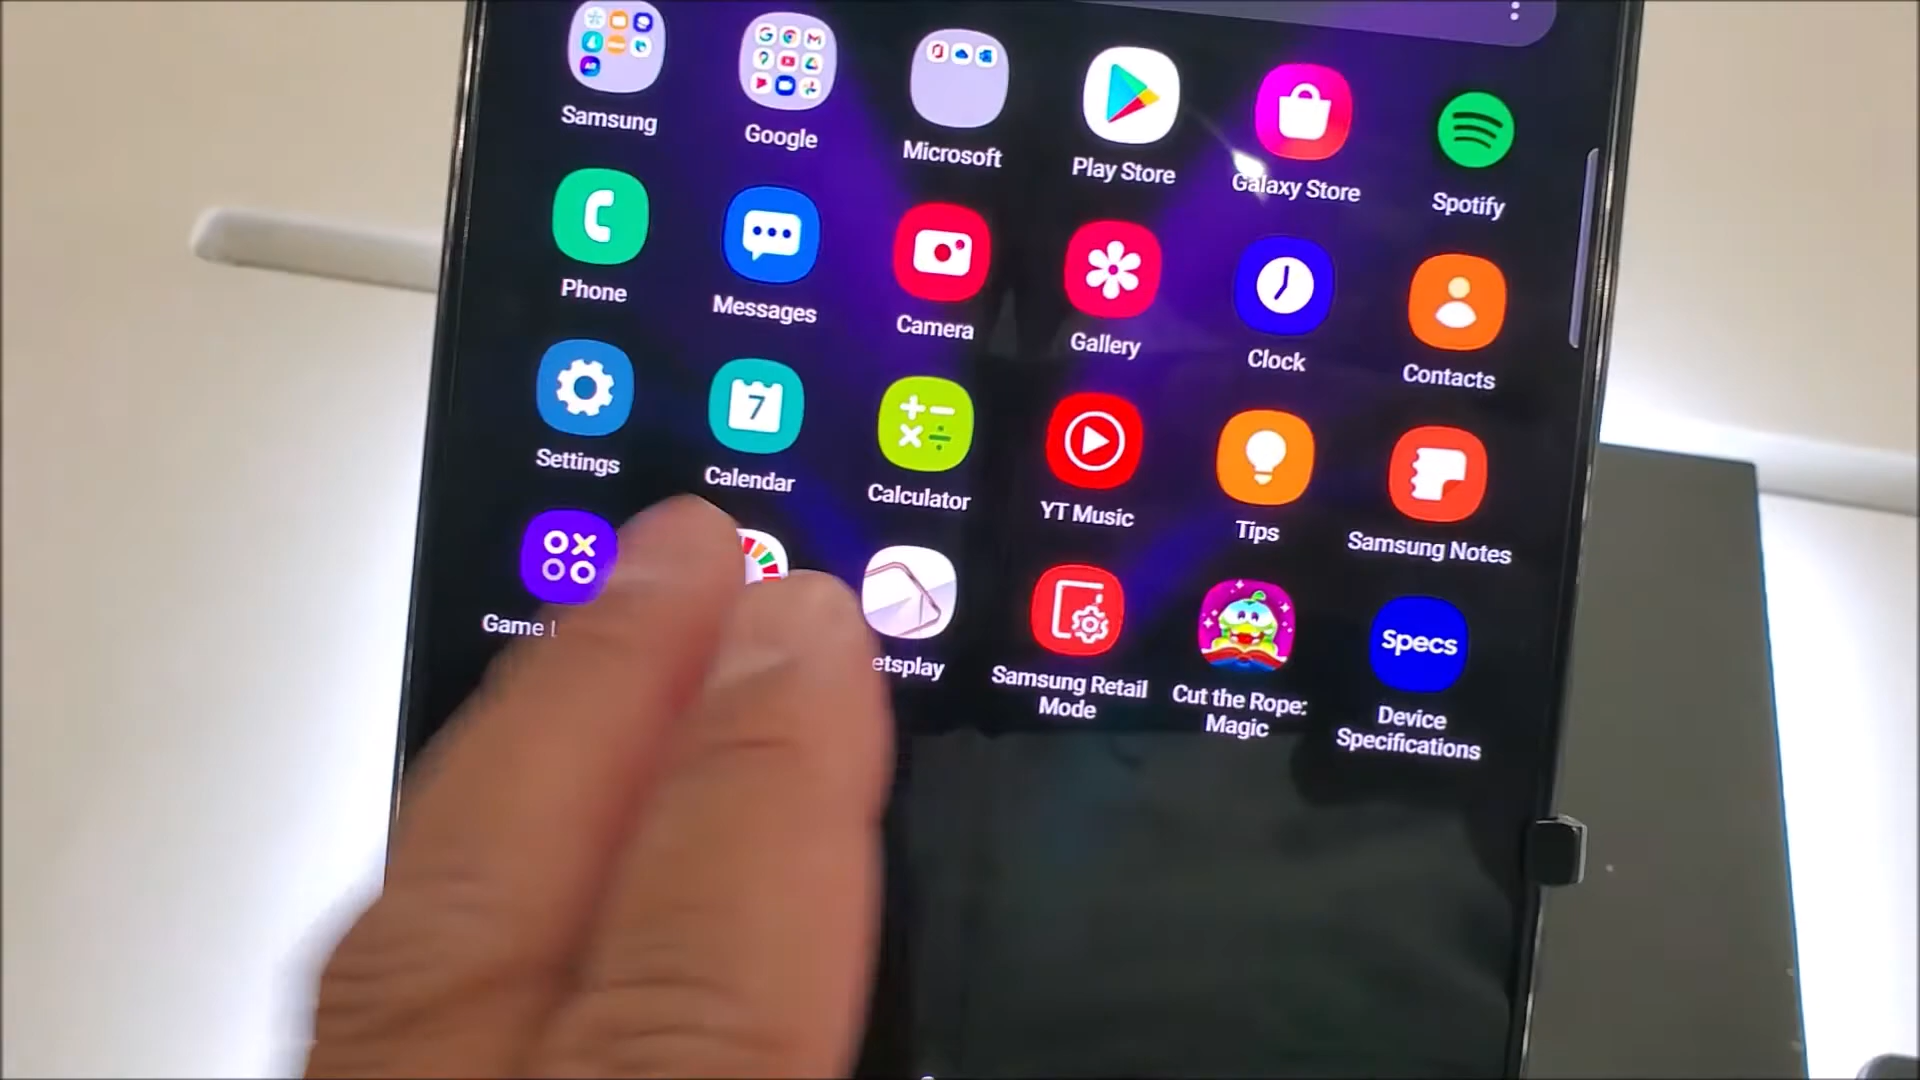 Samsung
Google
Microsoft
Play Store
Galaxy Store
Spotify
Phone
Messages
Camera
Gallery
Clock
Contacts
Settings
7
Calendar
Calculator
YT Music
Tips
Samsung Notes
Game
etsplay
Samsung Retail
Mode
Cut the Rope:
Magic
Specs
Device
Specifications